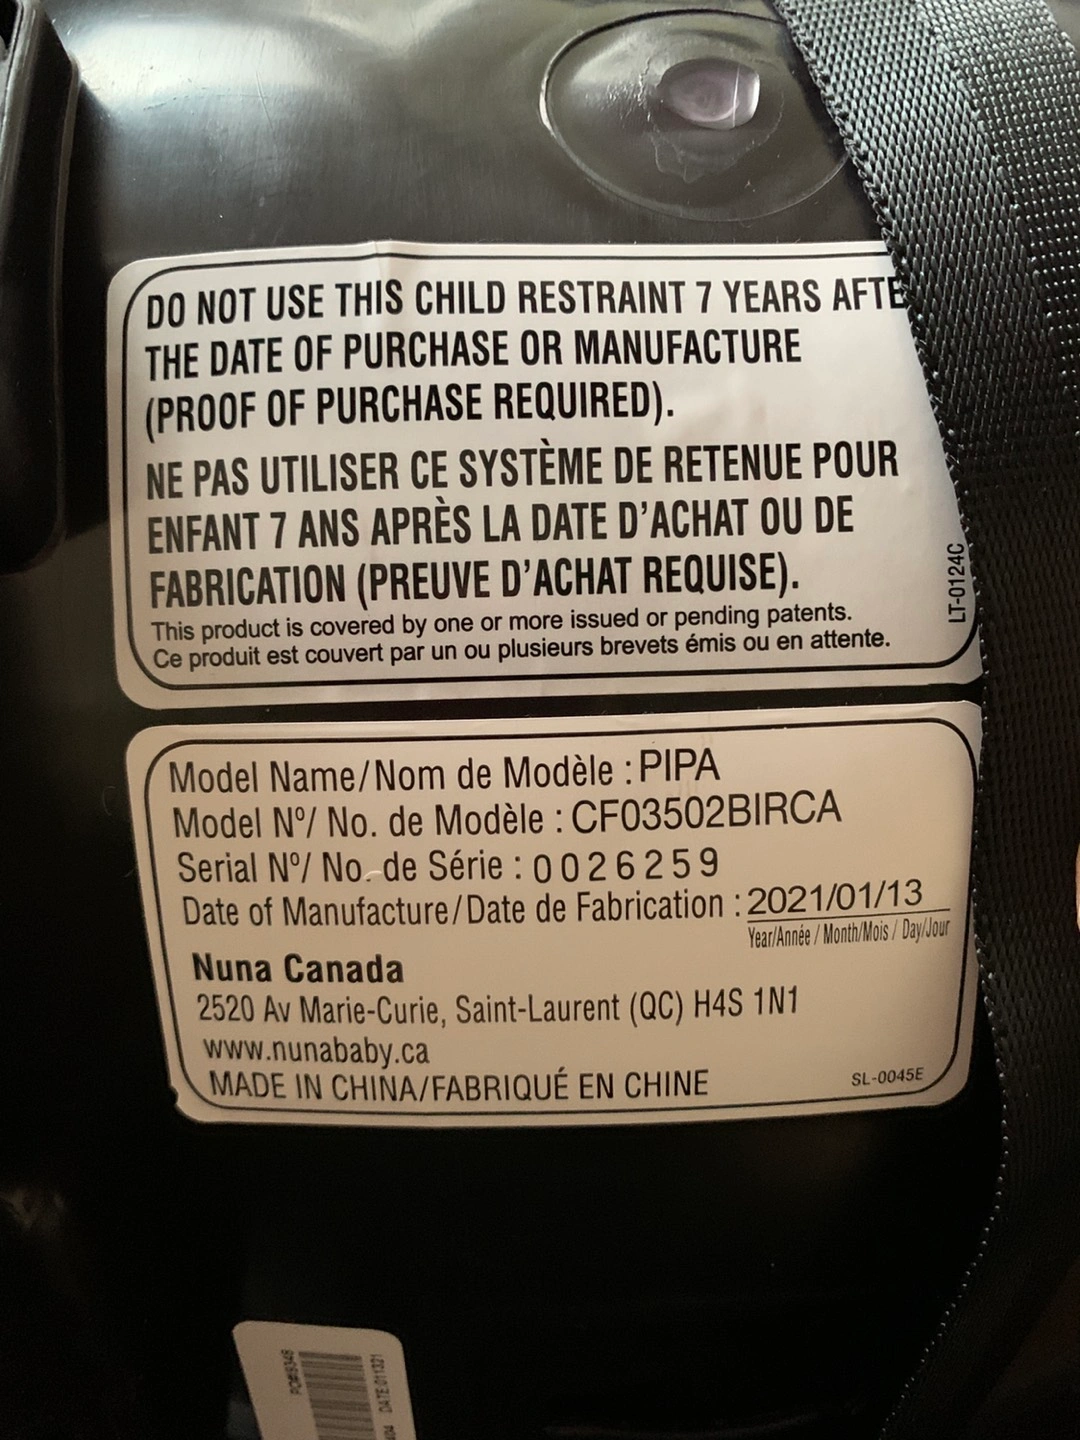 DO NOT USE THIS CHILD RESTRAINT 7 YEARS AFTE
THE DATE OF PURCHASE OR MANUFACTURE
(PROOF OF PURCHASE REQUIRED).
NE PAS UTILISER CE SYSTÈME DE RETENUE POUR
ENFANT 7 ANS APRÈS LA DATE D'ACHAT OU DE
FABRICATION (PREUVE D'ACHAT REQUISE).
This product is covered by one or more issued or pending patents.
Ce produit est couvert par un ou plusieurs brevets émis ou en attente.
LT-0124C
Model Name/Nom de Modèle : PIPA
Model Nº/ No. de Modèle : CF03502BIRCA
Serial Nº/ No. de Série : 0026259
Date of Manufacture/Date de Fabrication : 2021/01/13
Year/Année / Month/Mois / Day/Jour
Nuna Canada
2520 Av Marie-Curie, Saint-Laurent (QC) H4S 1N1
www.nunababy.ca
MADE IN CHINA/FABRIQUÉ EN CHINE
SL-0045E
DATE:011321